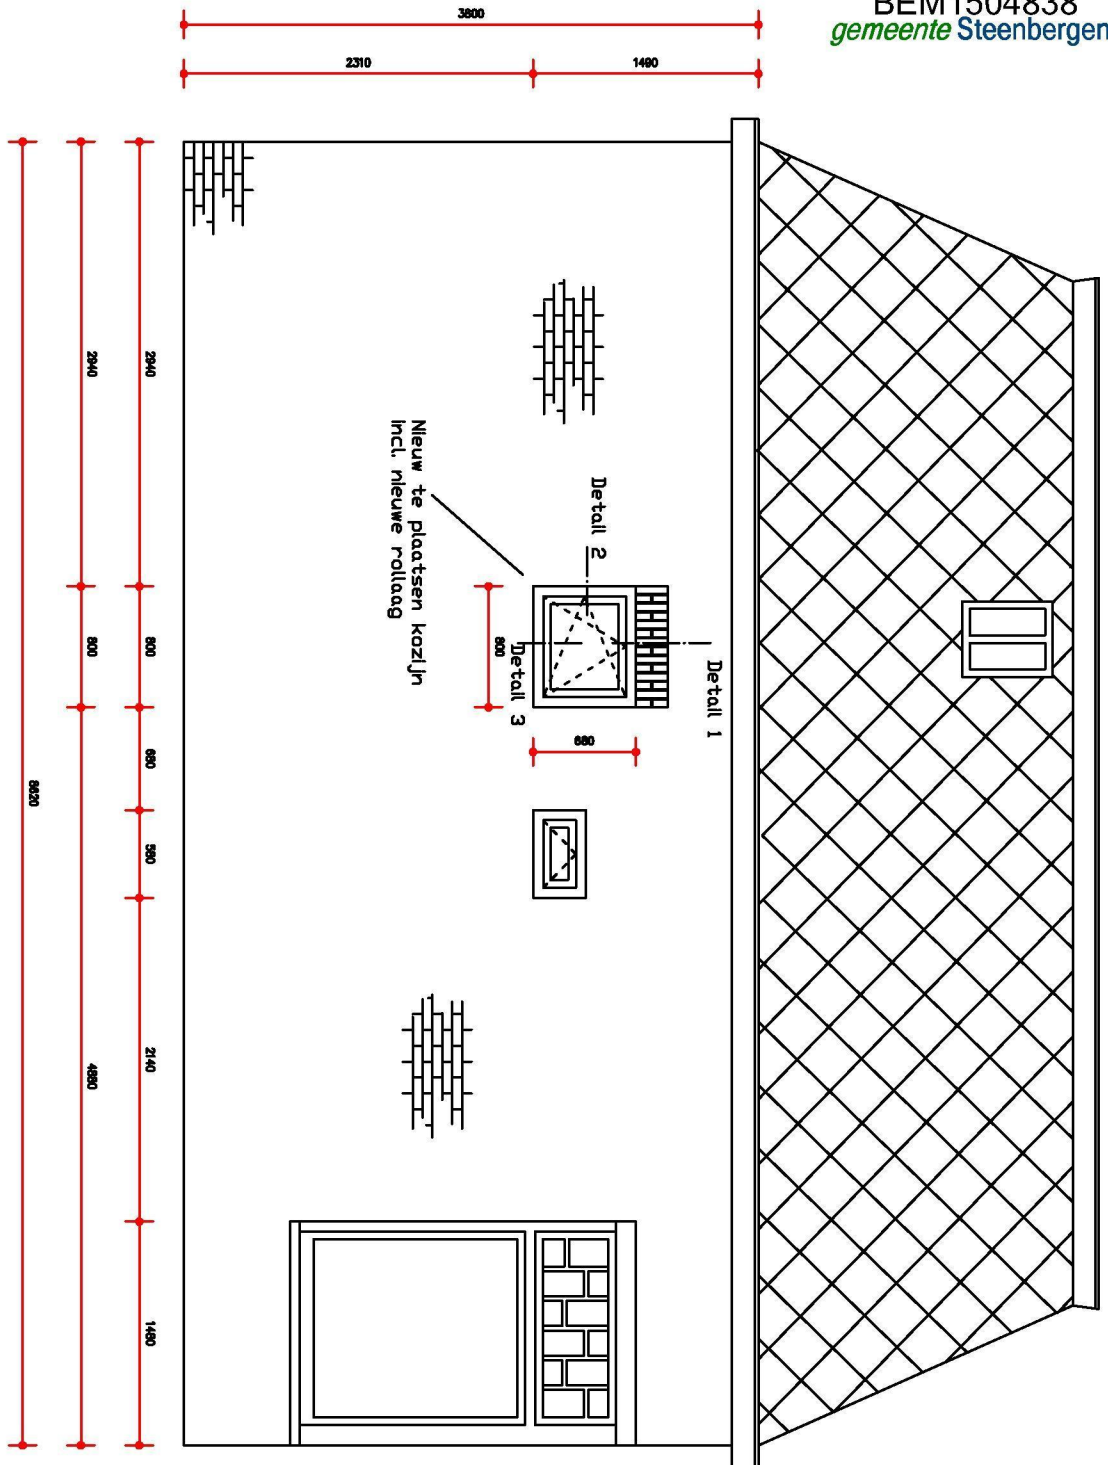 BEM1504838
gemeente Steenbergen
3800
2310
1490
Detail 1
Detail 2
Detail 3
Nieuw te plaatsen kozijn
incl. nieuwe rollaag
800
680
2940
800
680
580
2140
1480
2940
800
4880
8620